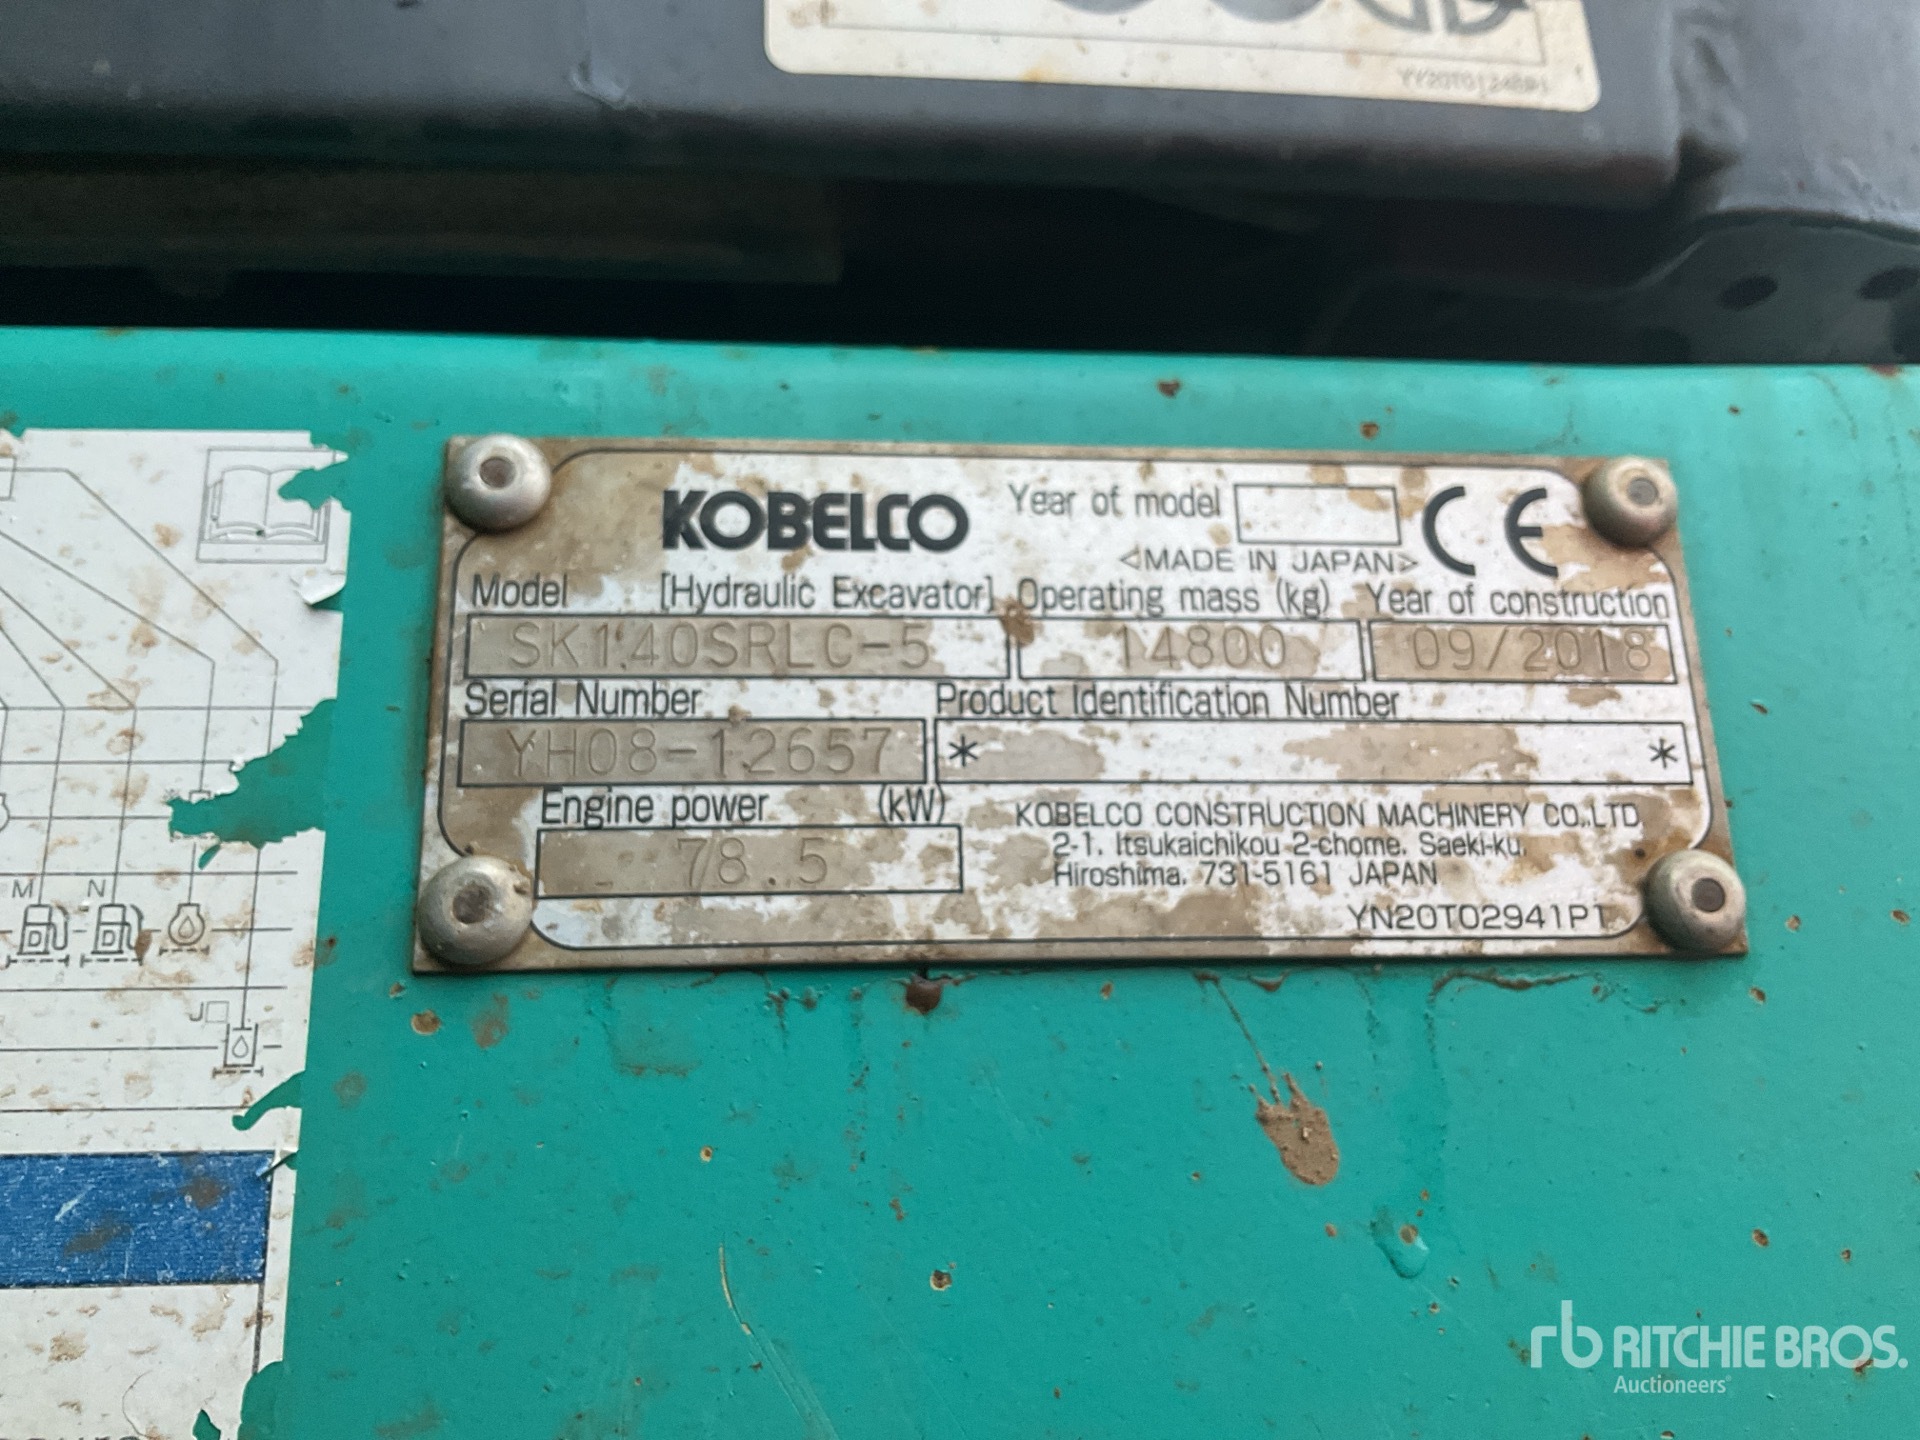 KOBELCO
Year of model
CE
<MADE IN JAPAN>
Model [Hydraulic Excavator] Operating mass (kg) Year of construction
SK140SRLC-5 14800 09/2018
Serial Number Product Identification Number
YH08-12657 * *
Engine power (kW)
78.5
KOBELCO CONSTRUCTION MACHINERY CO.,LTD.
2-1, Itsukaichikou 2-chome, Saeki-ku,
Hiroshima, 731-5161 JAPAN
YN20T02941P1
M N
D D
J
rb RITCHIE BROS.
Auctioneers